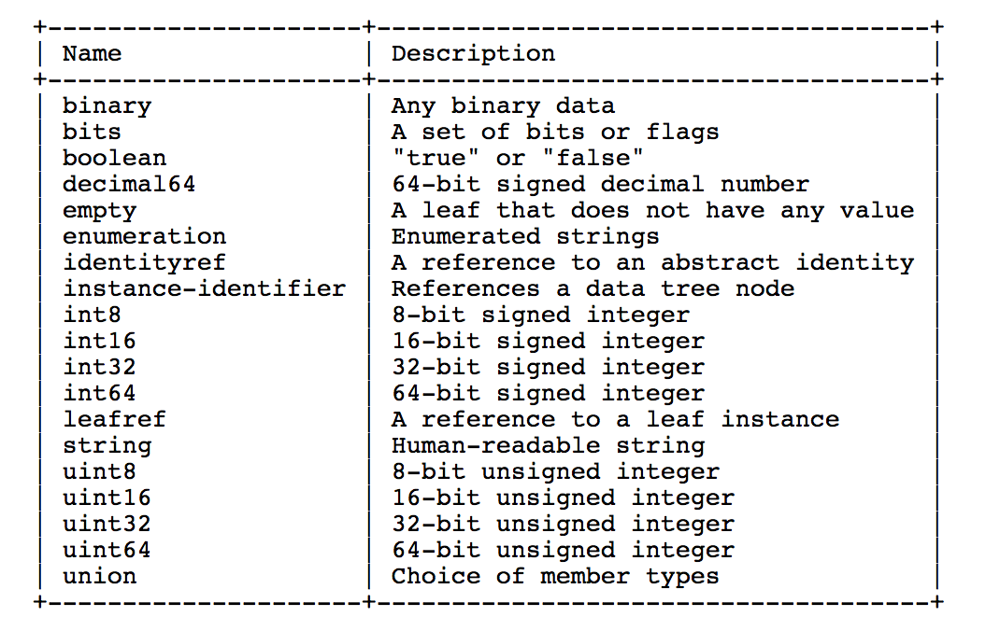 +---------------------+-------------------------------------+
| Name                | Description                         |
+---------------------+-------------------------------------+
| binary              | Any binary data                     |
| bits                | A set of bits or flags              |
| boolean             | "true" or "false"                   |
| decimal64           | 64-bit signed decimal number        |
| empty               | A leaf that does not have any value |
| enumeration         | Enumerated strings                  |
| identityref         | A reference to an abstract identity |
| instance-identifier | References a data tree node         |
| int8                | 8-bit signed integer                |
| int16               | 16-bit signed integer               |
| int32               | 32-bit signed integer               |
| int64               | 64-bit signed integer               |
| leafref             | A reference to a leaf instance      |
| string              | Human-readable string               |
| uint8               | 8-bit unsigned integer              |
| uint16              | 16-bit unsigned integer             |
| uint32              | 32-bit unsigned integer             |
| uint64              | 64-bit unsigned integer             |
| union               | Choice of member types              |
+---------------------+-------------------------------------+